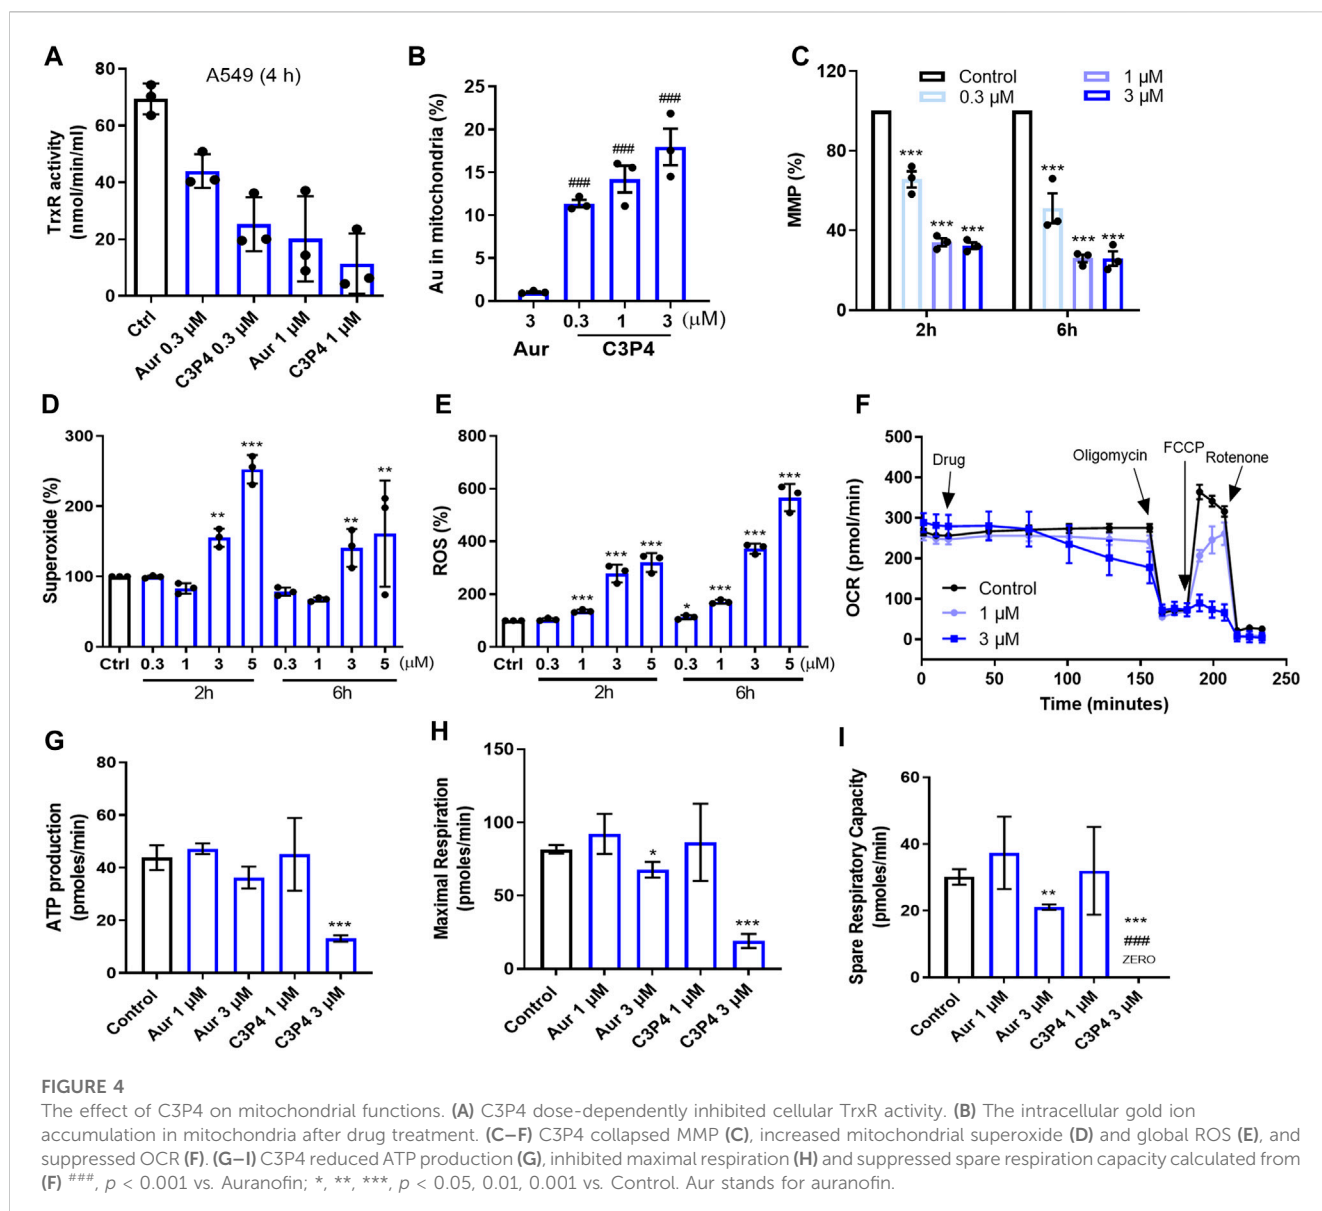 A
A549 (4 h)
TrxR activity
(nmol/min/ml)
80
60
40
20
0
Ctrl
Aur 0.3 μM
C3P4 0.3 μM
Aur 1 μM
C3P4 1 μM
B
Au in mitochondria (%)
25
20
15
10
5
0
###
###
###
3
0.3
1
3
(μM)
Aur
C3P4
C
Control
0.3 μM
1 μM
3 μM
MMP (%)
120
80
40
0
***
***
***
***
***
***
2h
6h
D
Superoxide (%)
300
200
100
0
**
***
**
**
Ctrl
0.3
1
3
5
0.3
1
3
5
(μM)
2h
6h
E
ROS (%)
800
600
400
200
0
***
***
***
*
***
***
***
Ctrl
0.3
1
3
5
0.3
1
3
5
(μM)
2h
6h
F
OCR (pmol/min)
500
400
300
200
100
0
Drug
Oligomycin
FCCP
Rotenone
Control
1 μM
3 μM
0
50
100
150
200
250
Time (minutes)
G
ATP production
(pmoles/min)
80
60
40
20
0
***
Control
Aur 1 μM
Aur 3 μM
C3P4 1 μM
C3P4 3 μM
H
Maximal Respiration
(pmoles/min)
150
100
50
0
*
***
Control
Aur 1 μM
Aur 3 μM
C3P4 1 μM
C3P4 3 μM
I
Spare Respiratory Capacity
(pmoles/min)
60
40
20
0
**
***
###
ZERO
Control
Aur 1 μM
Aur 3 μM
C3P4 1 μM
C3P4 3 μM
FIGURE 4
The effect of C3P4 on mitochondrial functions. (A) C3P4 dose-dependently inhibited cellular TrxR activity. (B) The intracellular gold ion
accumulation in mitochondria after drug treatment. (C–F) C3P4 collapsed MMP (C), increased mitochondrial superoxide (D) and global ROS (E), and
suppressed OCR (F). (G–I) C3P4 reduced ATP production (G), inhibited maximal respiration (H) and suppressed spare respiration capacity calculated from
(F) ###, p < 0.001 vs. Auranofin; *, **, ***, p < 0.05, 0.01, 0.001 vs. Control. Aur stands for auranofin.